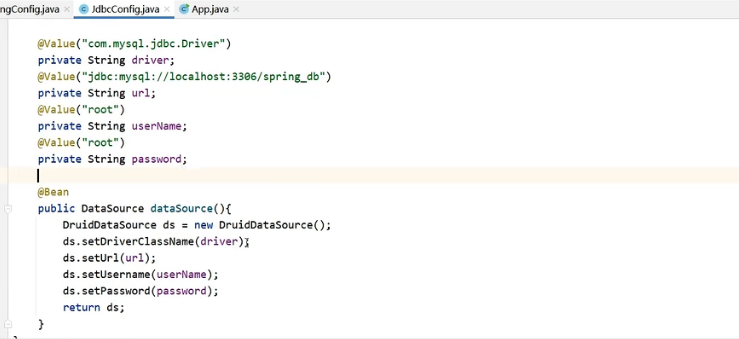 ngConfig.java × JdbcConfig.java × App.java ×
@Value("com.mysql.jdbc.Driver")
private String driver;
@Value("jdbc:mysql://localhost:3306/spring_db")
private String url;
@Value("root")
private String userName;
@Value("root")
private String password;
@Bean
public DataSource dataSource(){
DruidDataSource ds = new DruidDataSource();
ds.setDriverClassName(driver);
ds.setUrl(url);
ds.setUsername(userName);
ds.setPassword(password);
return ds;
}